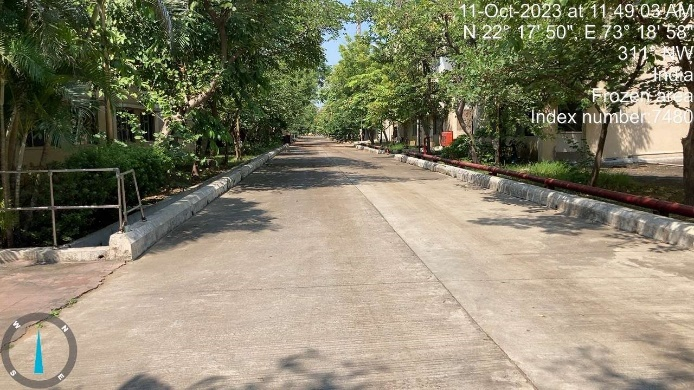 11-Oct-2023 at 11:49:03 AM
N 22° 17' 50", E 73° 18' 58"
311° NW
India
Frozen area
Index number 7480
N
E
S
W